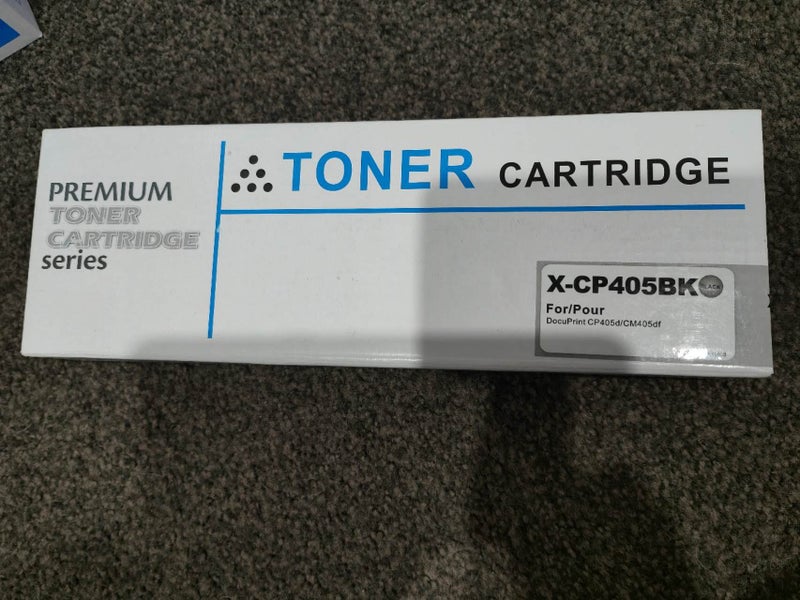 PREMIUM
TONER
CARTRIDGE
series
TONER CARTRIDGE
X-CP405BK
BLACK
For/Pour
DocuPrint CP405d/CM405df